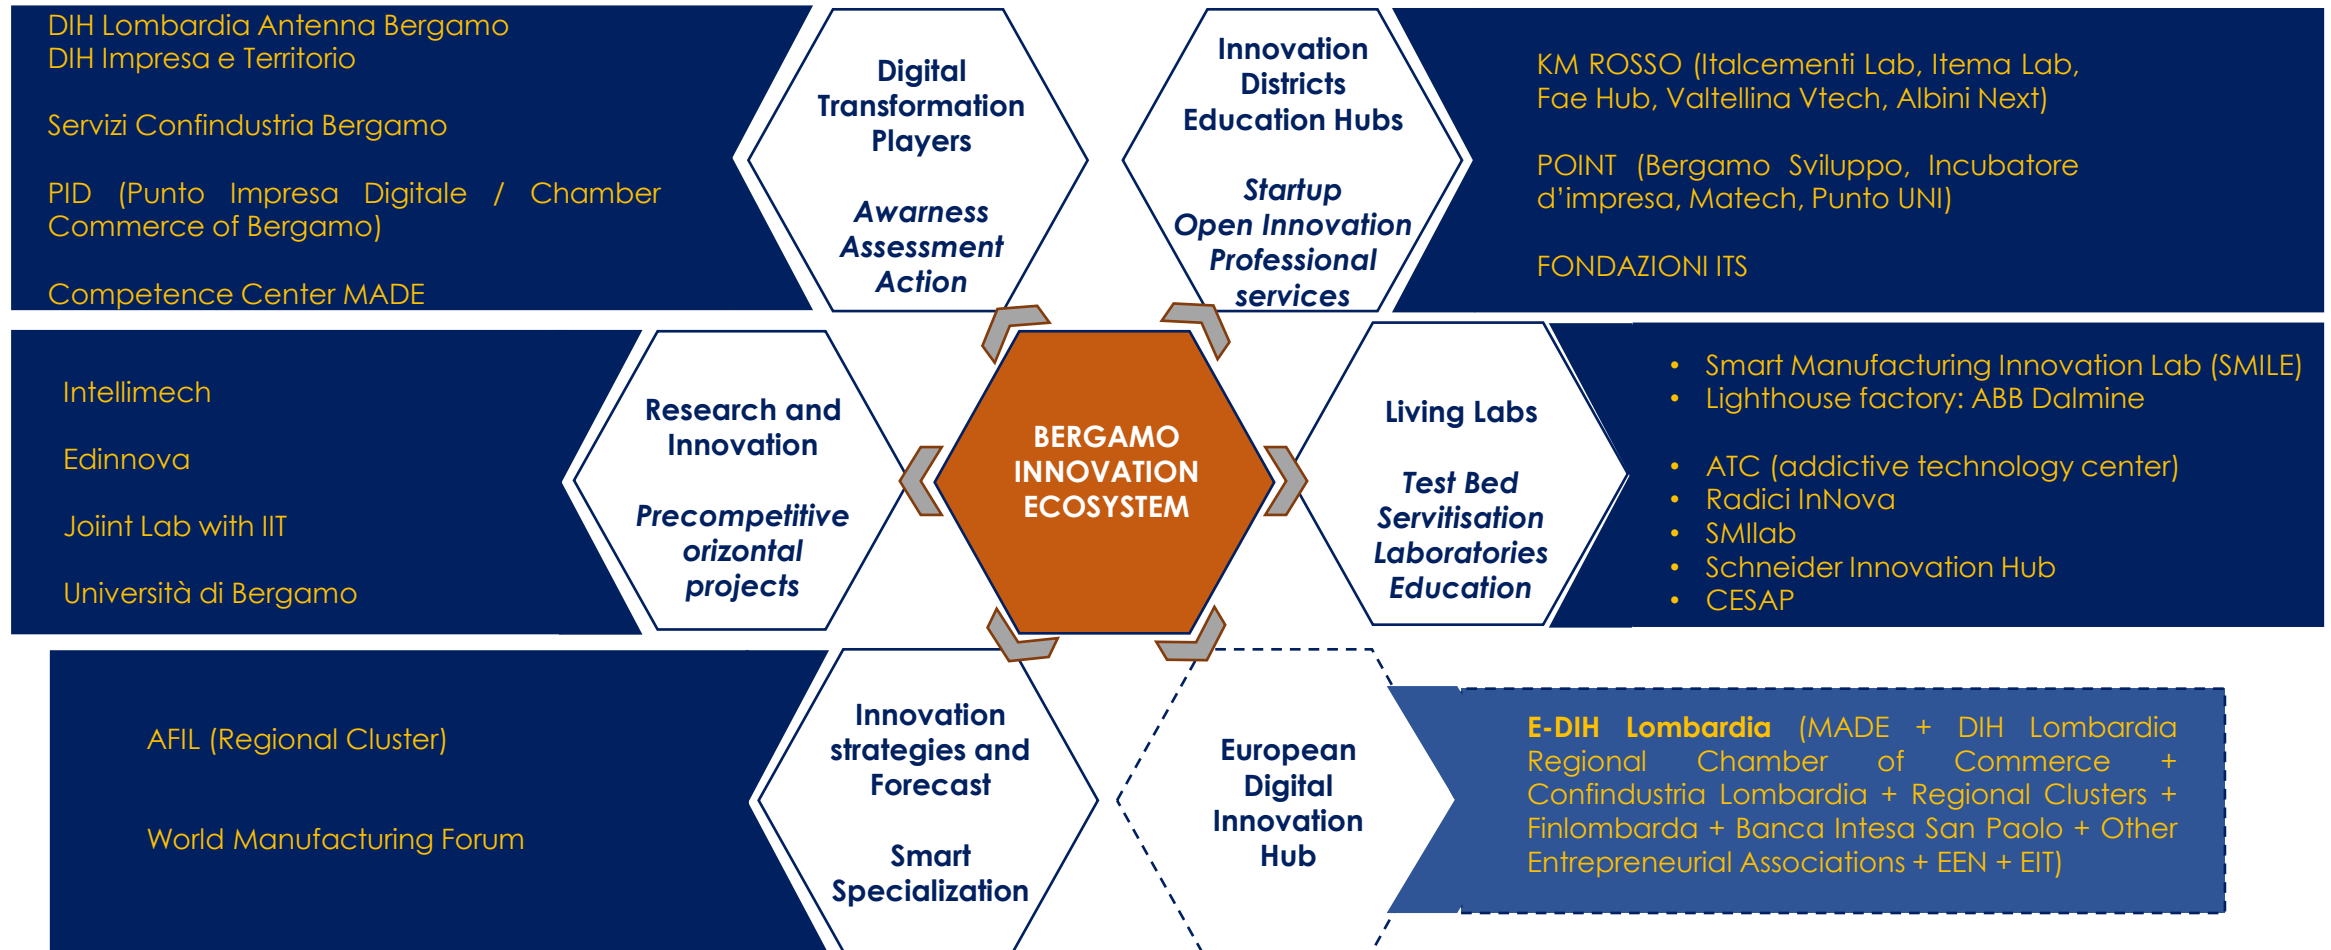 DIH Lombardia Antenna Bergamo
DIH Impresa e Territorio
Servizi Confindustria Bergamo
PID (Punto Impresa Digitale / Chamber
Commerce of Bergamo)
Competence Center MADE
Digital
Transformation
Players
Awarness
Assessment
Action
Innovation
Districts
Education Hubs
Startup
Open Innovation
Professional
services
KM ROSSO (Italcementi Lab, Itema Lab,
Fae Hub, Valtellina Vtech, Albini Next)
POINT (Bergamo Sviluppo, Incubatore
d’impresa, Matech, Punto UNI)
FONDAZIONI ITS
Intellimech
Edinnova
Joiint Lab with IIT
Università di Bergamo
Research and
Innovation
Precompetitive
orizontal
projects
BERGAMO
INNOVATION
ECOSYSTEM
Living Labs
Test Bed
Servitisation
Laboratories
Education
• Smart Manufacturing Innovation Lab (SMILE)
• Lighthouse factory: ABB Dalmine
• ATC (addictive technology center)
• Radici InNova
• SMIlab
• Schneider Innovation Hub
• CESAP
AFIL (Regional Cluster)
World Manufacturing Forum
Innovation
strategies and
Forecast
Smart
Specialization
European
Digital
Innovation
Hub
E-DIH Lombardia (MADE + DIH Lombardia
Regional Chamber of Commerce +
Confindustria Lombardia + Regional Clusters +
Finlombarda + Banca Intesa San Paolo + Other
Entrepreneurial Associations + EEN + EIT)